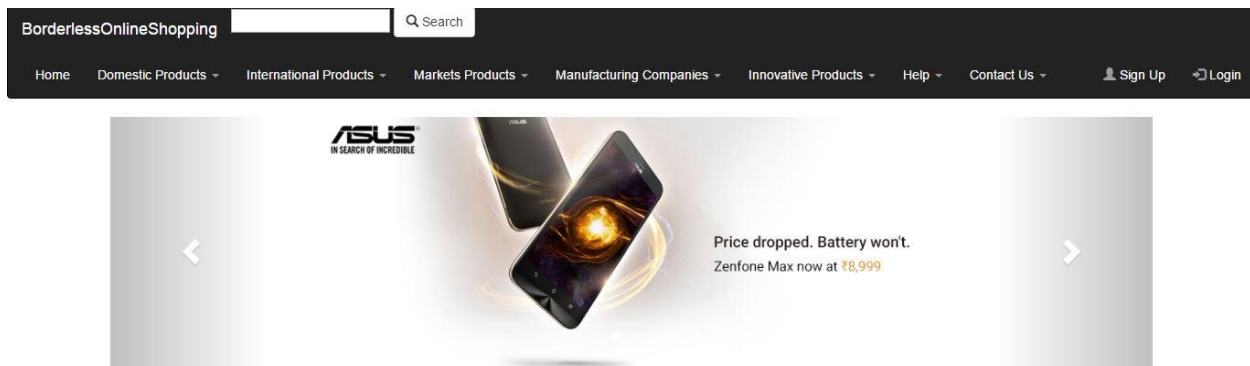 BorderlessOnlineShopping Search
Home Domestic Products International Products Markets Products Manufacturing Companies Innovative Products Help Contact Us Sign Up Login
ASUS
IN SEARCH OF INCREDIBLE
ASUS
Price dropped. Battery won't.
Zenfone Max now at ₹8,999